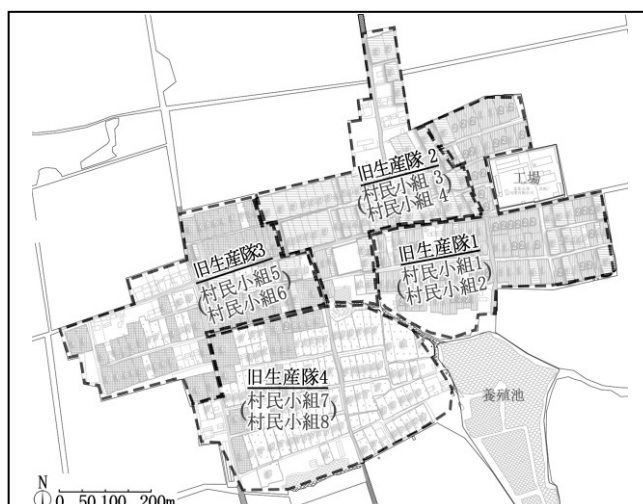 旧生産隊 2
(村民小組 3
村民小組 4)
工場
旧生産隊1
(村民小組1
村民小組2)
旧生産隊3
(村民小組5
村民小組6)
旧生産隊4
(村民小組7
村民小組8)
養殖池
N
0 50 100 200m